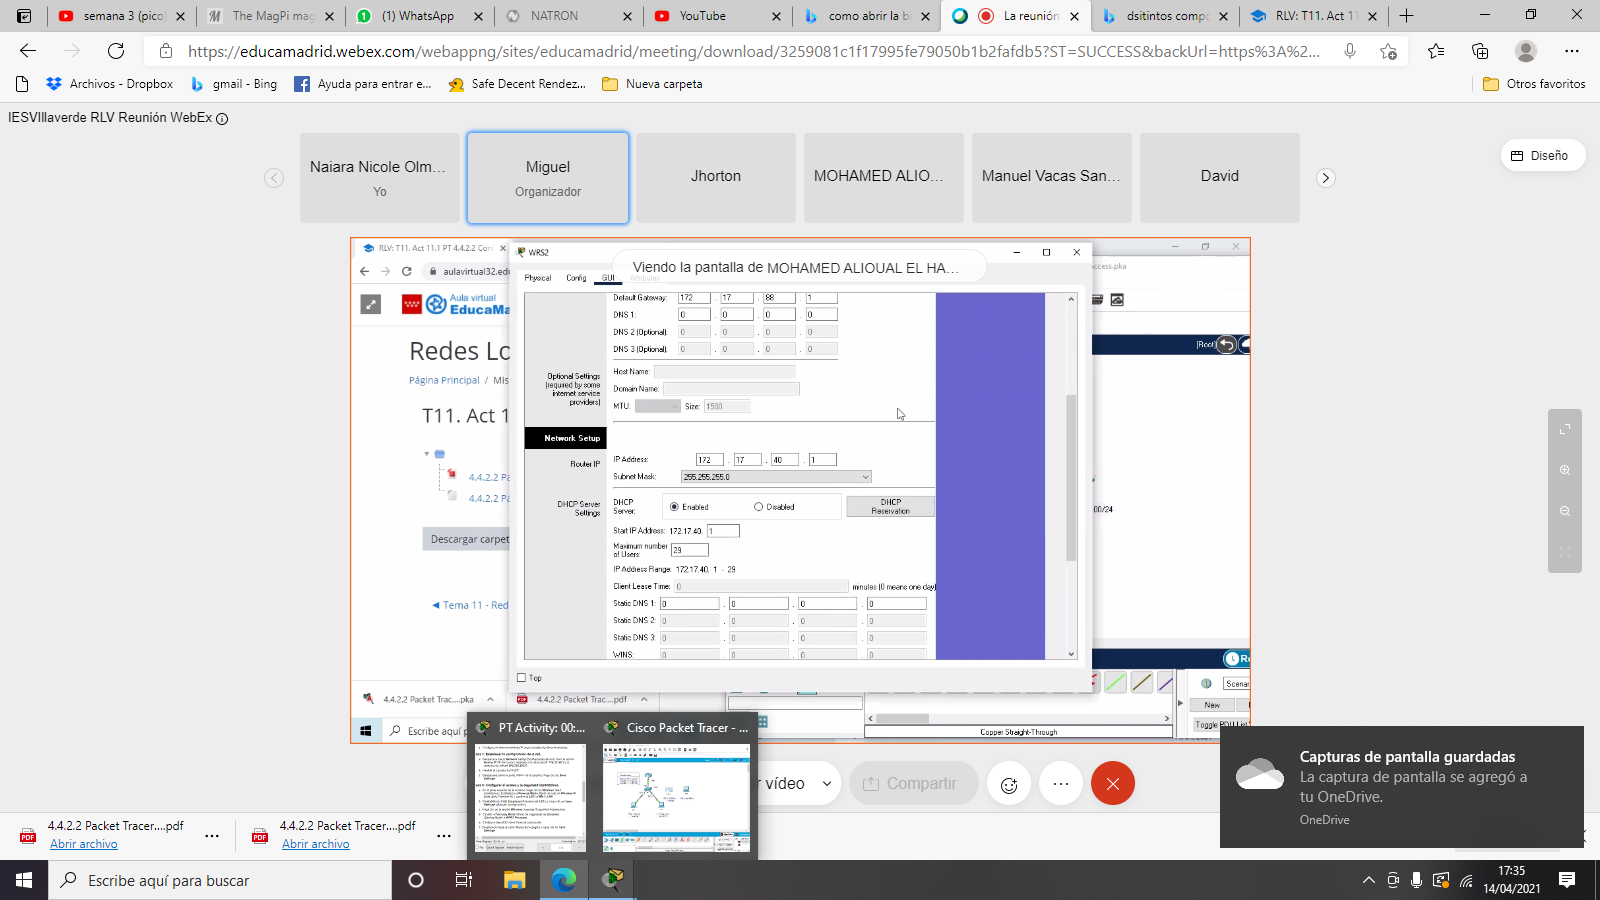 semana 3 (pico)
The MagPi mag
(1) WhatsApp
NATRON
YouTube
como abrir la b
La reunión
dsitintos compo
RLV: T11. Act 11
https://educamadrid.webex.com/webappng/sites/educamadrid/meeting/download/3259081c1f17995fe79050b1b2fafdb5?ST=SUCCESS&backUrl=https%3A%2...
Archivos - Dropbox
gmail - Bing
Ayuda para entrar e...
Safe Decent Rendez...
Nueva carpeta
Otros favoritos
IESVIllaverde RLV Reunión WebEx
Naiara Nicole Olm...
Yo
Miguel
Organizador
Jhorton
MOHAMED ALIO...
Manuel Vacas San...
David
Diseño
RLV: T11. Act 11.1 PT 4.4.2.2 Con
WRS2
Viendo la pantalla de MOHAMED ALIOUAL EL HA...
Access.pka
aulavirtual32.edu
Physical
Config
GUI
Attributes
Aula virtual
EducaMa
Redes Lo
Página Principal / Mis
T11. Act 1
4.4.2.2 Pa
4.4.2.2 P
Descargar carpet
Tema 11 - Red
Default Gateway: 172 . 17 . 88 . 1
DNS 1: 0 . 0 . 0 . 0
DNS 2 (Optional): 0 . 0 . 0 . 0
DNS 3 (Optional): 0 . 0 . 0 . 0
Optional Settings
(required by some
internet service
providers)
Host Name:
Domain Name:
MTU: Size: 1500
Network Setup
Router IP
IP Address: 172 . 17 . 40 . 1
Subnet Mask: 255.255.255.0
DHCP Server
Settings
DHCP
Server:
Enabled
Disabled
DHCP
Reservation
Start IP Address: 172.17.40. 1
Maximum number
of Users: 29
IP Address Range: 172.17.40. 1 - 29
Client Lease Time: 0 minutes (0 means one day)
Static DNS 1: 0 . 0 . 0 . 0
Static DNS 2: 0 . 0 . 0 . 0
Static DNS 3: 0 . 0 . 0 . 0
WINS: 0 . 0 . 0 . 0
Top
[Root]
00/24
4.4.2.2 Packet Trac....pka
4.4.2.2 Packet Trac....pdf
Escribe aquí p
Scenar
New
Toggle PDU List
Copper Straight-Through
PT Activity: 00:...
Cisco Packet Tracer - ...
r vídeo
Compartir
Capturas de pantalla guardadas
La captura de pantalla se agregó a
tu OneDrive.
OneDrive
4.4.2.2 Packet Tracer....pdf
Abrir archivo
4.4.2.2 Packet Tracer....pdf
Abrir archivo
Escribe aquí para buscar
17:35
14/04/2021